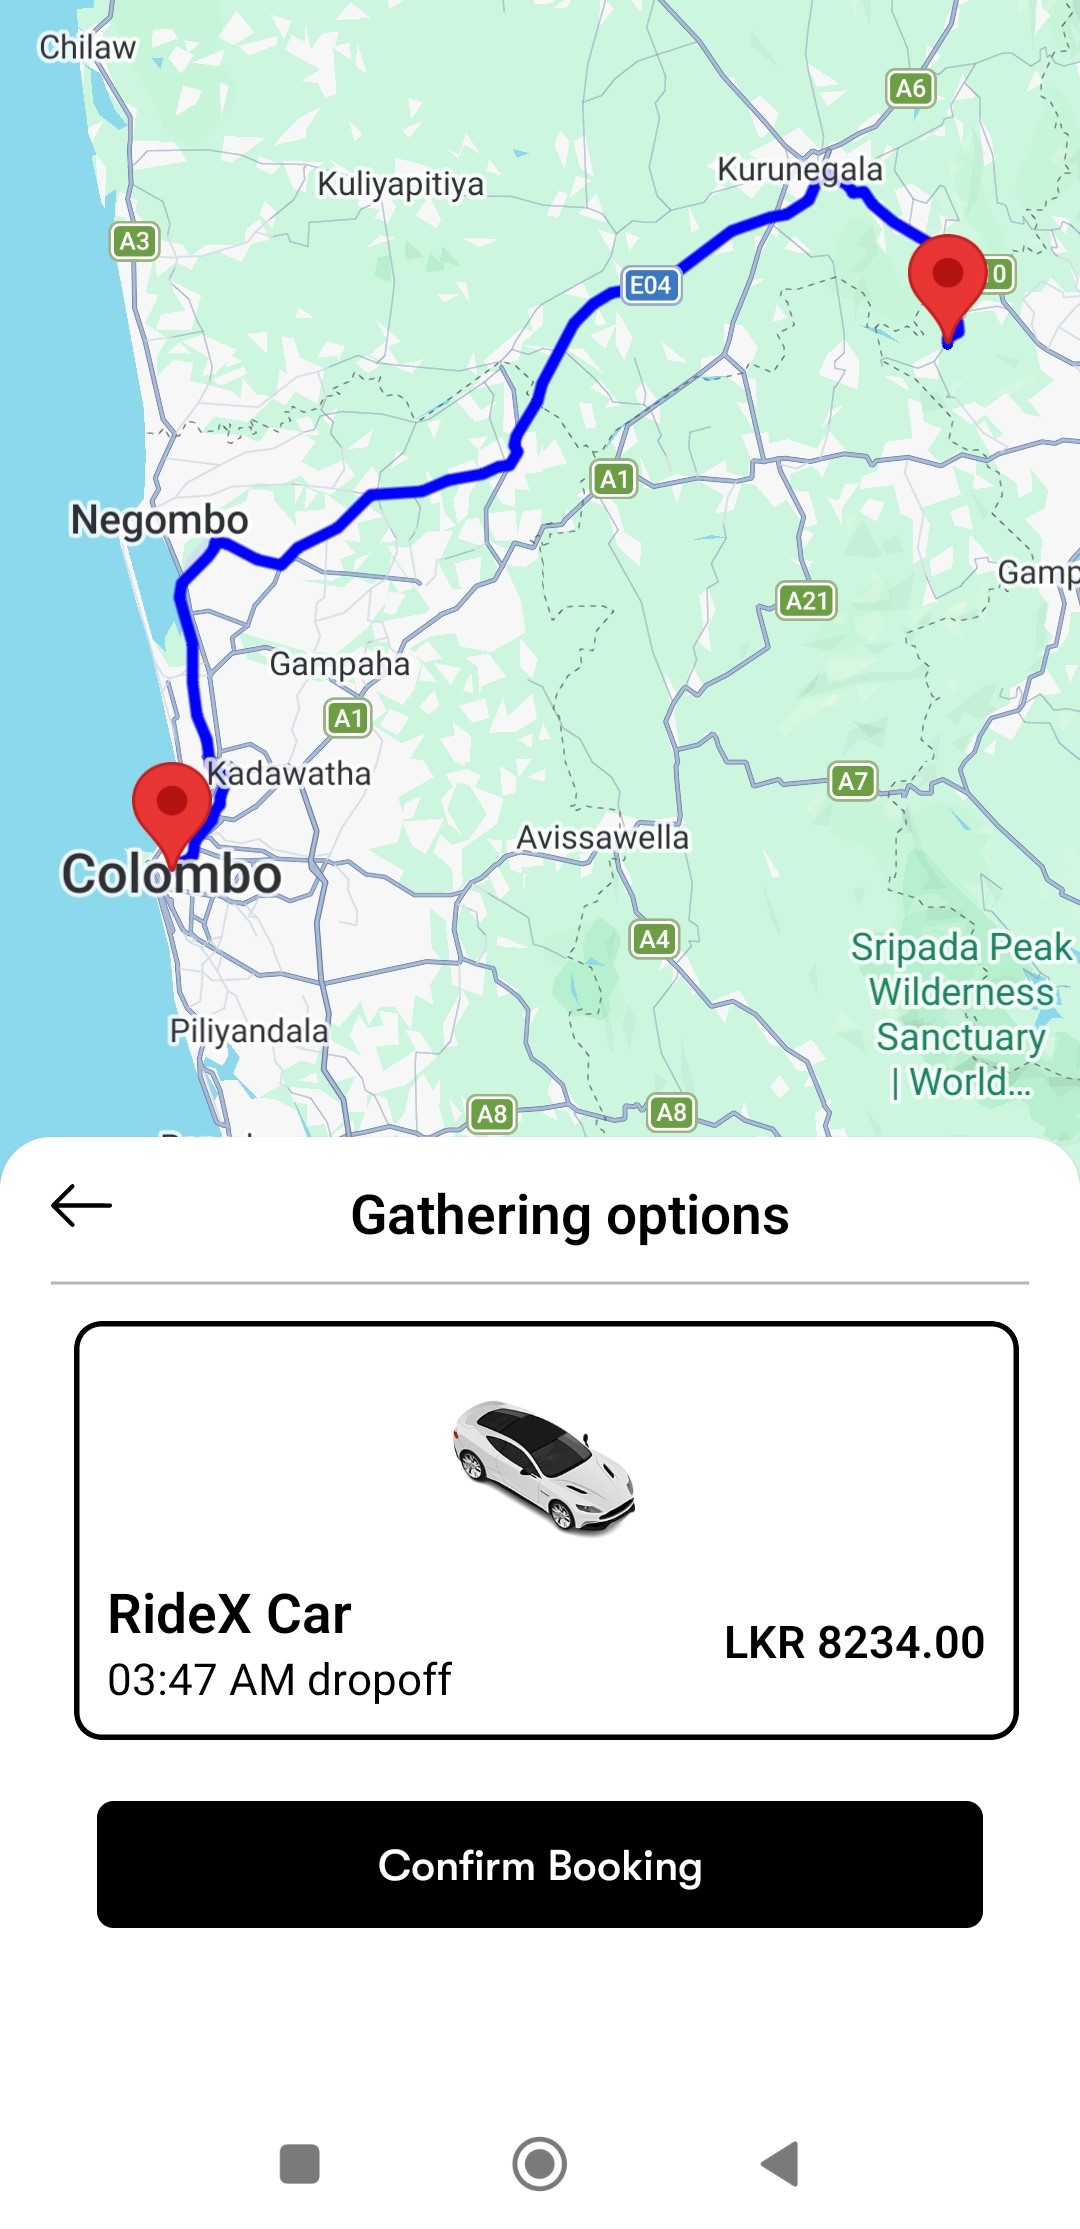 Chilaw
A6
Kurunegala
Kuliyapitiya
A3
0
E04
A1
Negombo
Gamp
A21
Gampaha
A1
Kadawatha
A7
Avissawella
Colombo
A4
Sripada Peak
Wilderness
Sanctuary
| World...
Piliyandala
A8
A8
Gathering options
RideX Car
LKR 8234.00
03:47 AM dropoff
Confirm Booking